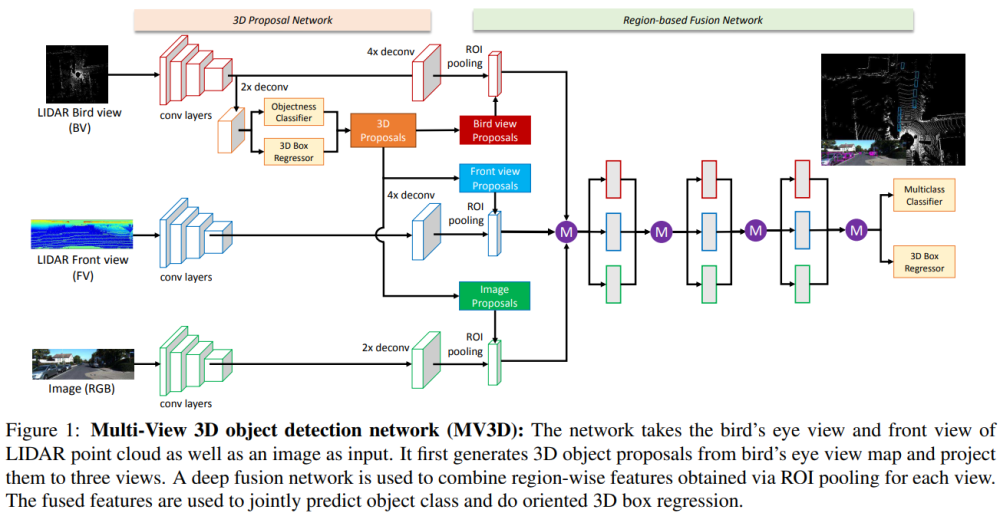 3D Proposal Network
Region-based Fusion Network
LIDAR Bird view
(BV)
conv layers
2x deconv
4x deconv
ROI
pooling
Objectness
Classifier
3D Box
Regressor
3D
Proposals
Bird view
Proposals
Front view
Proposals
4x deconv
ROI
pooling
LIDAR Front view
(FV)
conv layers
Image
Proposals
2x deconv
ROI
pooling
Image (RGB)
conv layers
M
M
M
M
Multiclass
Classifier
3D Box
Regressor
Figure 1: Multi-View 3D object detection network (MV3D): The network takes the bird's eye view and front view of
LIDAR point cloud as well as an image as input. It first generates 3D object proposals from bird's eye view map and project
them to three views. A deep fusion network is used to combine region-wise features obtained via ROI pooling for each view.
The fused features are used to jointly predict object class and do oriented 3D box regression.